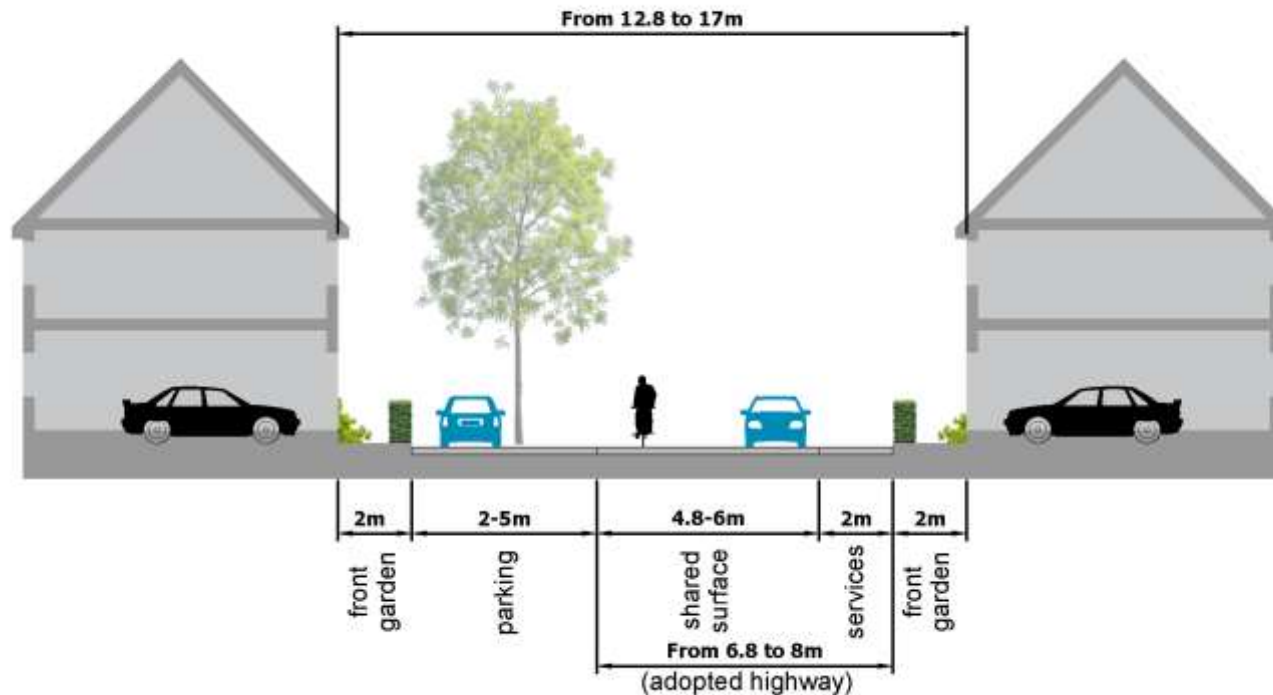 From 12.8 to 17m
2m
2-5m
4.8-6m
2m
2m
front
garden
parking
shared
surface
services
front
garden
From 6.8 to 8m
(adopted highway)